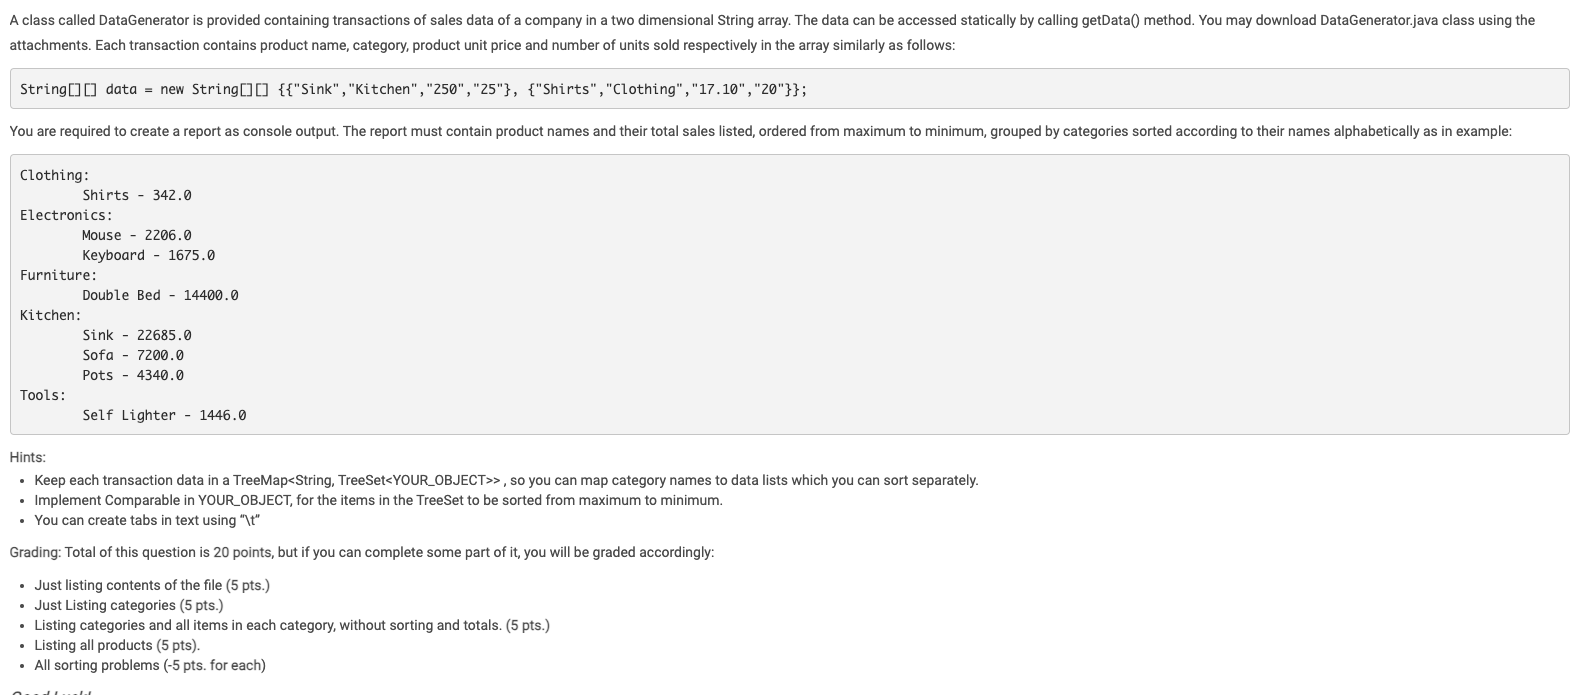 A class called DataGenerator is provided containing transactions of sales data of a company in a two dimensional String array. The data can be accessed statically by calling getData() method. You may download DataGenerator.java class using the
attachments. Each transaction contains product name, category, product unit price and number of units sold respectively in the array similarly as follows:
String[][] data = new String[][] {{"Sink","Kitchen","250","25"}, {"Shirts","Clothing","17.10","20"}};
You are required to create a report as console output. The report must contain product names and their total sales listed, ordered from maximum to minimum, grouped by categories sorted according to their names alphabetically as in example:
Clothing:
Shirts - 342.0
Electronics:
Mouse - 2206.0
Keyboard - 1675.0
Furniture:
Double Bed - 14400.0
Kitchen:
Sink - 22685.0
Sofa - 7200.0
Pots - 4340.0
Tools:
Self Lighter - 1446.0
Hints:
• Keep each transaction data in a TreeMap<String, TreeSet<YOUR_OBJECT>> , so you can map category names to data lists which you can sort separately.
• Implement Comparable in YOUR_OBJECT, for the items in the TreeSet to be sorted from maximum to minimum.
• You can create tabs in text using “\t”
Grading: Total of this question is 20 points, but if you can complete some part of it, you will be graded accordingly:
• Just listing contents of the file (5 pts.)
• Just Listing categories (5 pts.)
• Listing categories and all items in each category, without sorting and totals. (5 pts.)
• Listing all products (5 pts).
• All sorting problems (-5 pts. for each)